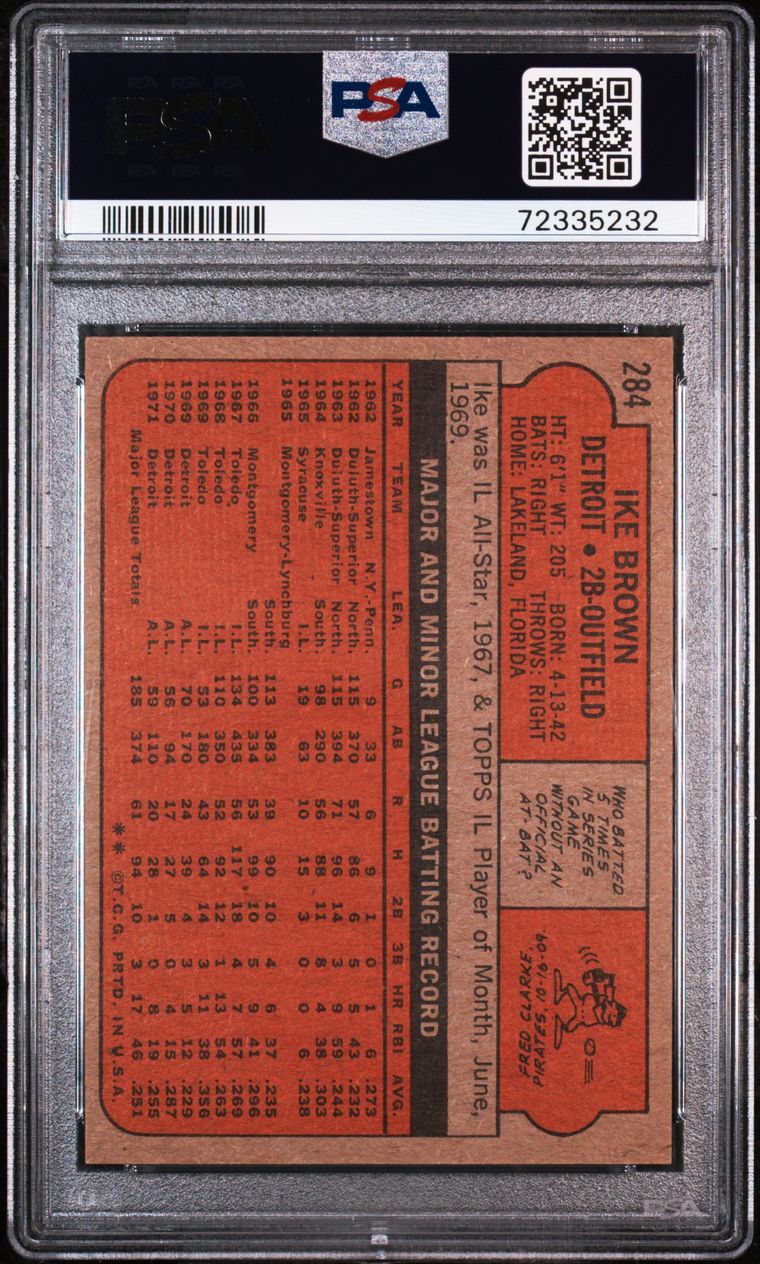 PSA PSA PSA
PSA
PSA PSA PSA
PSA
72335232
284
IKE BROWN
DETROIT • 2B-OUTFIELD
HT: 6'1" WT: 205 BORN: 4-13-42
BATS: RIGHT THROWS: RIGHT
HOME: LAKELAND, FLORIDA
WHO BATTED
5 TIMES
IN SERIES
GAME
WITHOUT AN
OFFICIAL
AT-BAT?
FRED CLARKE,
PIRATES, 10-16-09
Ike was IL All-Star, 1967, & TOPPS IL Player of Month, June,
1969.
MAJOR AND MINOR LEAGUE BATTING RECORD
YEAR TEAM LEA. G AB R H 2B 3B HR RBI AVG.
1962 Jamestown N.Y.-Penn. 9 33 6 9 1 0 1 6 .273
1962 Duluth-Superior North. 115 370 57 86 6 5 5 43 .232
1963 Duluth-Superior North. 115 394 71 96 14 3 9 59 .244
1964 Knoxville South. 98 290 56 88 11 8 4 38 .303
1965 Syracuse I.L. 19 63 10 15 3 0 0 6 .238
1965 Montgomery-Lynchburg
South. 113 383 39 90 10 4 6 37 .235
1966 Montgomery South. 100 334 53 99 10 5 9 41 .296
1967 Toledo I.L. 134 435 56 117 18 4 7 57 .269
1968 Toledo I.L. 110 350 52 92 12 1 13 54 .263
1969 Toledo I.L. 53 180 43 64 14 3 11 38 .356
1969 Detroit A.L. 70 170 24 39 4 3 5 12 .229
1970 Detroit A.L. 56 94 17 27 5 0 4 15 .287
1971 Detroit A.L. 59 110 20 28 1 0 8 19 .255
Major League Totals 185 374 61 94 10 3 17 46 .251
** ©T.C.G. PRTD. IN U.S.A.
PSA